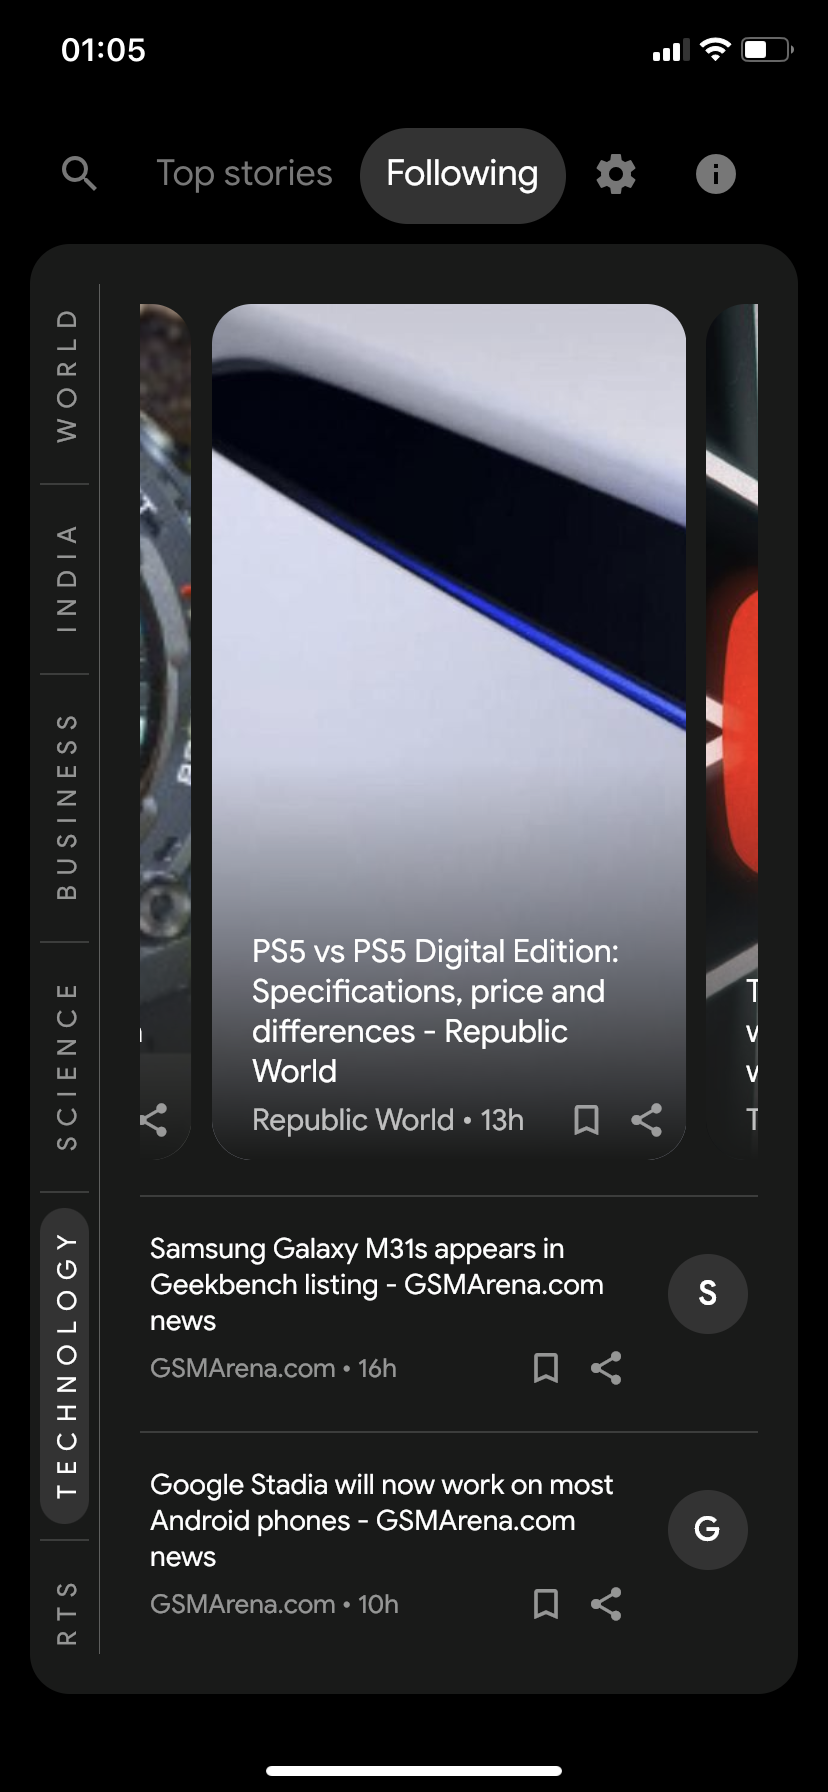 01:05
Top stories
Following
WORLD
INDIA
BUSINESS
SCIENCE
TECHNOLOGY
RTS
PS5 vs PS5 Digital Edition:
Specifications, price and
differences - Republic
World
Republic World • 13h
Samsung Galaxy M31s appears in
Geekbench listing - GSMArena.com
news
GSMArena.com • 16h
S
Google Stadia will now work on most
Android phones - GSMArena.com
news
GSMArena.com • 10h
G